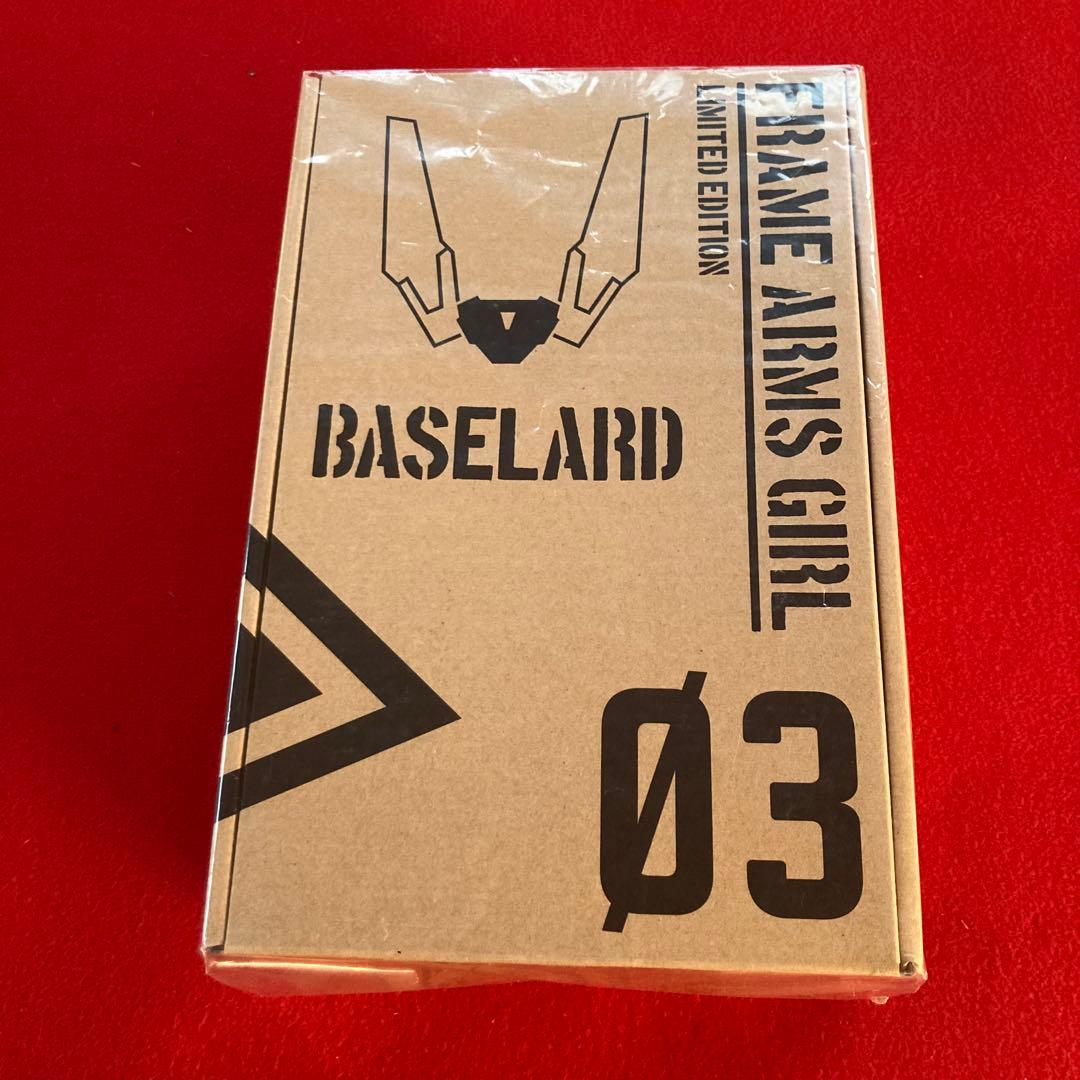 FRAME ARMS GIRL
LIMITED EDITION
BASELARD
Ø3